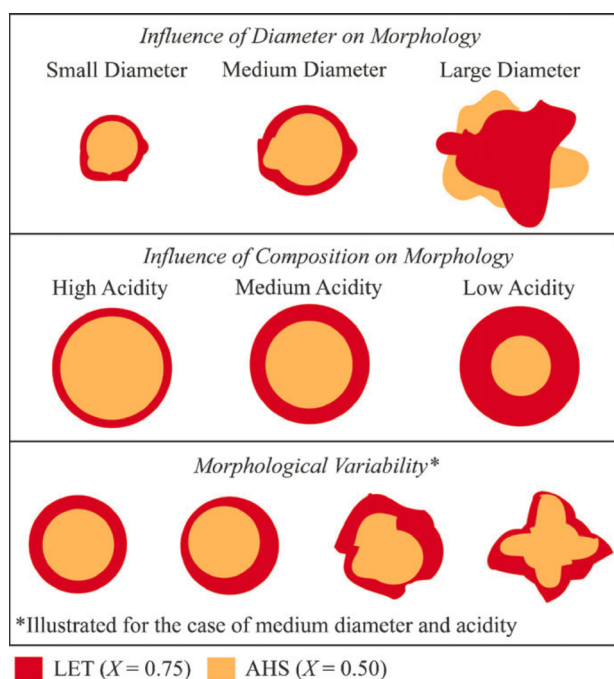 Influence of Diameter on Morphology
Small Diameter Medium Diameter Large Diameter
Influence of Composition on Morphology
High Acidity Medium Acidity Low Acidity
Morphological Variability*
*Illustrated for the case of medium diameter and acidity
LET (X = 0.75) AHS (X = 0.50)